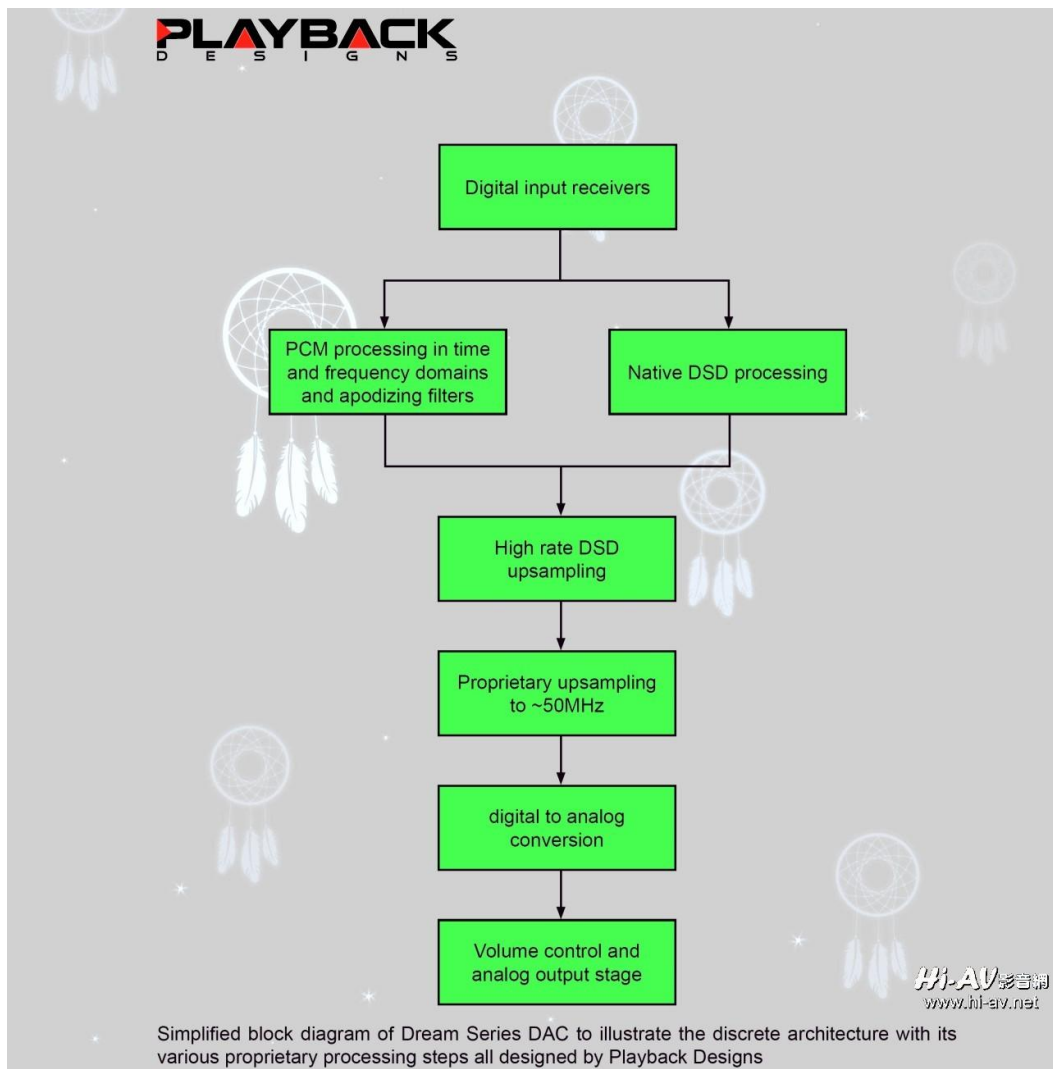 PLAYBACK
DESIGNS
Digital input receivers
PCM processing in time
and frequency domains
and apodizing filters
Native DSD processing
High rate DSD
upsampling
Proprietary upsampling
to ~50MHz
digital to analog
conversion
Volume control and
analog output stage
Hi-AV影音網
www.hi-av.net
Simplified block diagram of Dream Series DAC to illustrate the discrete architecture with its
various proprietary processing steps all designed by Playback Designs